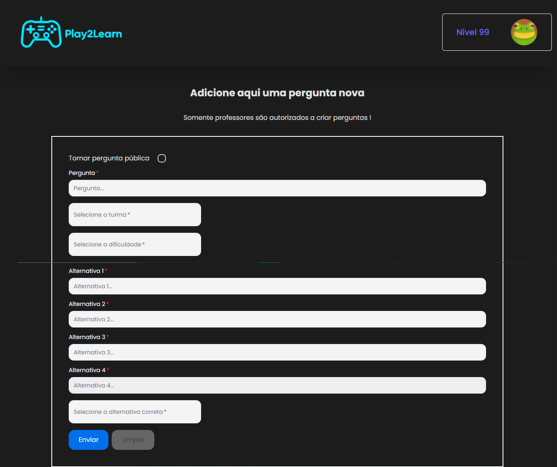 Play2Learn
Nivel 99
Adicione aqui uma pergunta nova
Somente professores são autorizados a criar perguntas !
Tornar pergunta pública
Pergunta *
Pergunta...
Selecione a turma*
Selecione a dificuldade*
Alternativa 1 *
Alternativa 1...
Alternativa 2 *
Alternativa 2...
Alternativa 3 *
Alternativa 3...
Alternativa 4 *
Alternativa 4...
Selecione a alternativa correta*
Enviar
Limpar